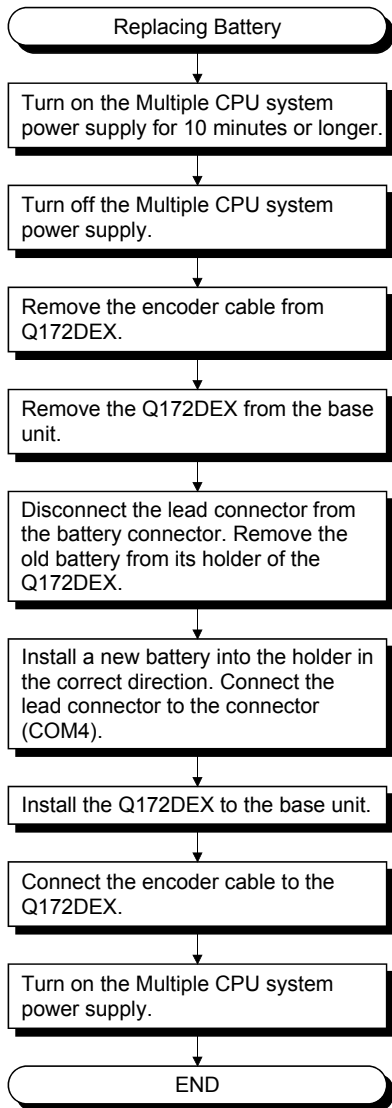 Replacing Battery
Turn on the Multiple CPU system
power supply for 10 minutes or longer.
Turn off the Multiple CPU system
power supply.
Remove the encoder cable from
Q172DEX.
Remove the Q172DEX from the base
unit.
Disconnect the lead connector from
the battery connector. Remove the
old battery from its holder of the
Q172DEX.
Install a new battery into the holder in
the correct direction. Connect the
lead connector to the connector
(COM4).
Install the Q172DEX to the base unit.
Connect the encoder cable to the
Q172DEX.
Turn on the Multiple CPU system
power supply.
END